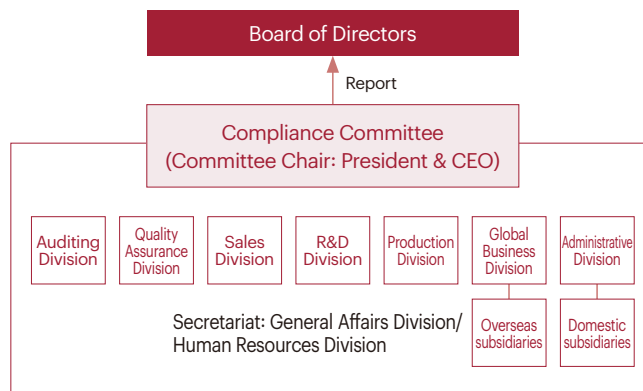 Board of Directors
Report
Compliance Committee
(Committee Chair: President & CEO)
Auditing
Division
Quality
Assurance
Division
Sales
Division
R&D
Division
Production
Division
Global
Business
Division
Administrative
Division
Secretariat: General Affairs Division/
Human Resources Division
Overseas
subsidiaries
Domestic
subsidiaries